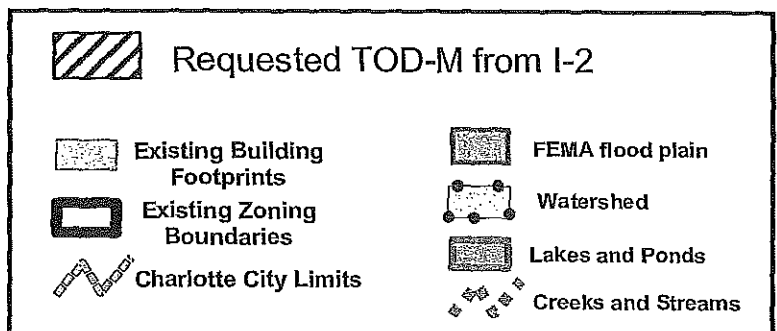 Requested TOD-M from I-2
Existing Building
Footprints
Existing Zoning
Boundaries
Charlotte City Limits
FEMA flood plain
Watershed
Lakes and Ponds
Creeks and Streams